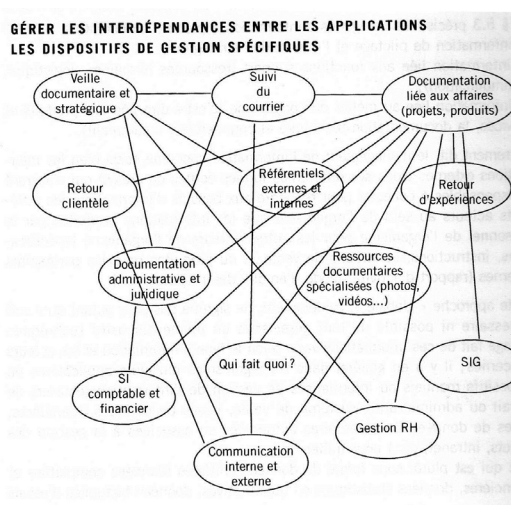 GÉRER LES INTERDÉPENDANCES ENTRE LES APPLICATIONS
LES DISPOSITIFS DE GESTION SPÉCIFIQUES
Veille
documentaire et
stratégique
Suivi
du
courrier
Documentation
liée aux affaires
(projets, produits)
Retour
clientèle
Référentiels
externes et
internes
Retour
d'expériences
Documentation
administrative et
juridique
Ressources
documentaires
spécialisées (photos,
vidéos...)
SI
comptable et
financier
Qui fait quoi ?
SIG
Communication
interne et
externe
Gestion RH